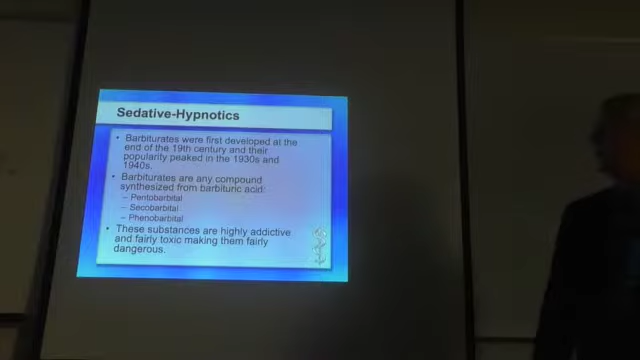 Sedative-Hypnotics
• Barbiturates were first developed at the
end of the 19th century and their
popularity peaked in the 1930s and
1940s.
• Barbiturates are any compound
synthesized from barbituric acid:
– Pentobarbital
– Secobarbital
– Phenobarbital
• These substances are highly addictive
and fairly toxic making them fairly
dangerous.